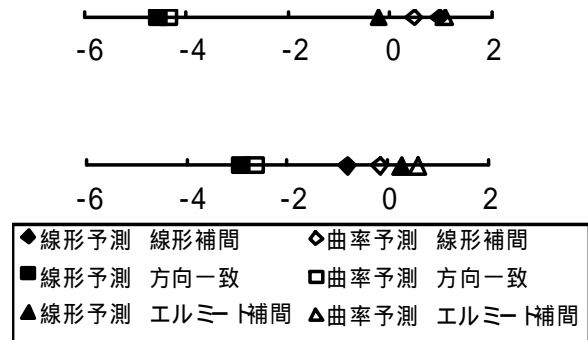 -6 -4 -2 0 2
-6 -4 -2 0 2
◆線形予測 線形補間 ◇曲率予測 線形補間
■線形予測 方向一致 □曲率予測 方向一致
▲線形予測 エルミート補間 △曲率予測 エルミート補間